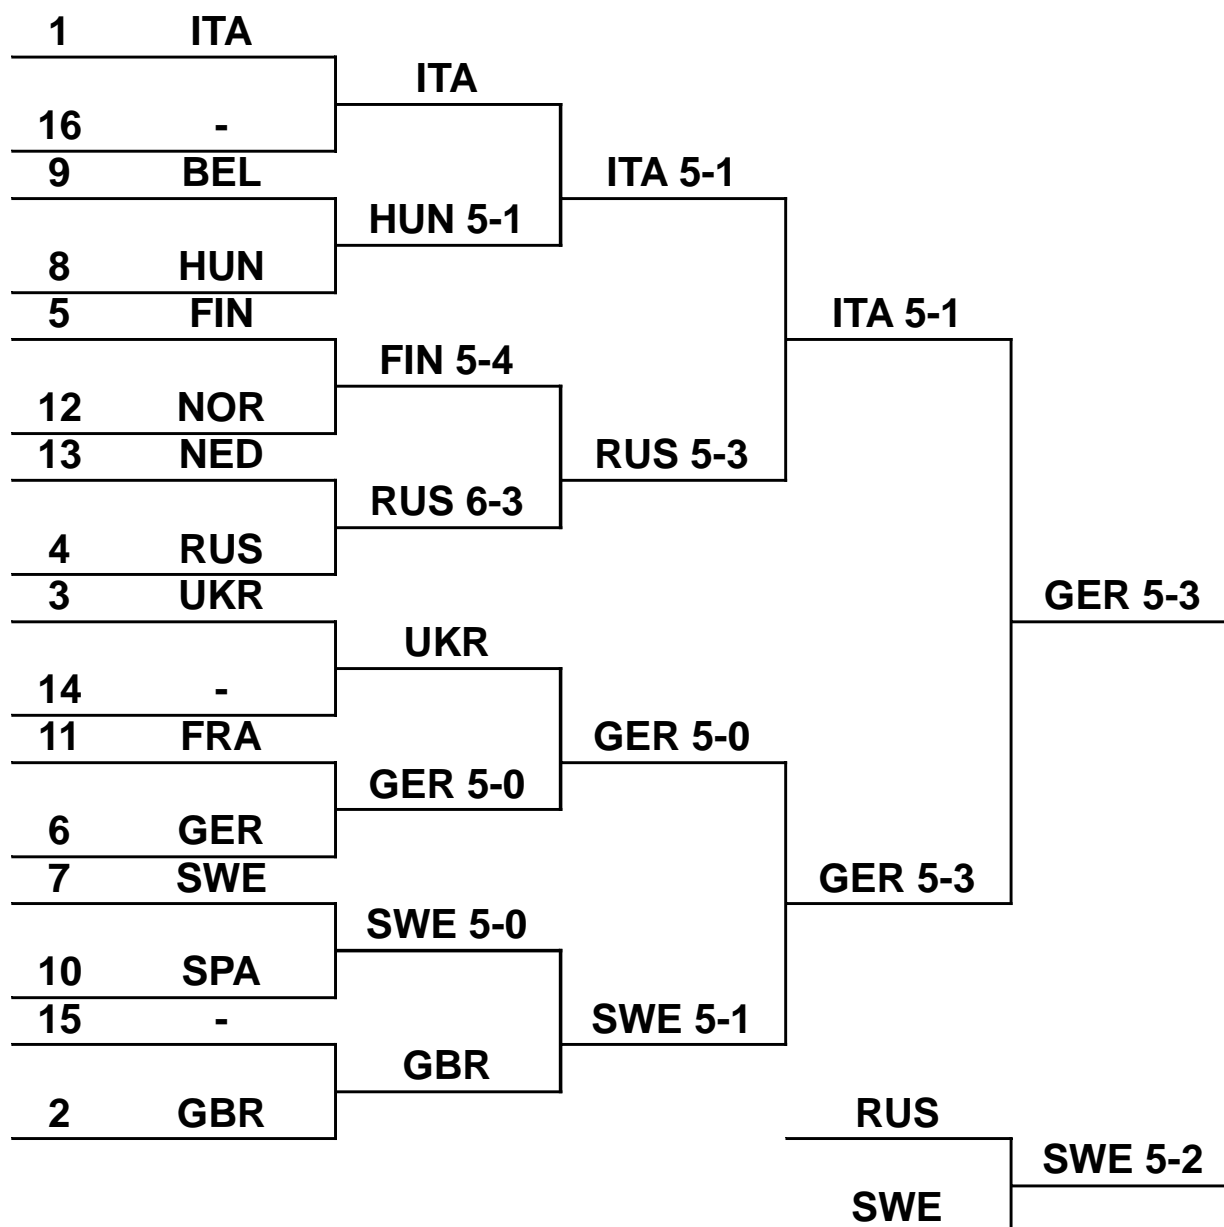 1 ITA
ITA
16 -
9 BEL
ITA 5-1
HUN 5-1
8 HUN
5 FIN
ITA 5-1
FIN 5-4
12 NOR
13 NED
RUS 5-3
RUS 6-3
4 RUS
3 UKR
GER 5-3
UKR
14 -
11 FRA
GER 5-0
GER 5-0
6 GER
7 SWE
GER 5-3
SWE 5-0
10 SPA
15 -
SWE 5-1
GBR
2 GBR
RUS
SWE 5-2
SWE